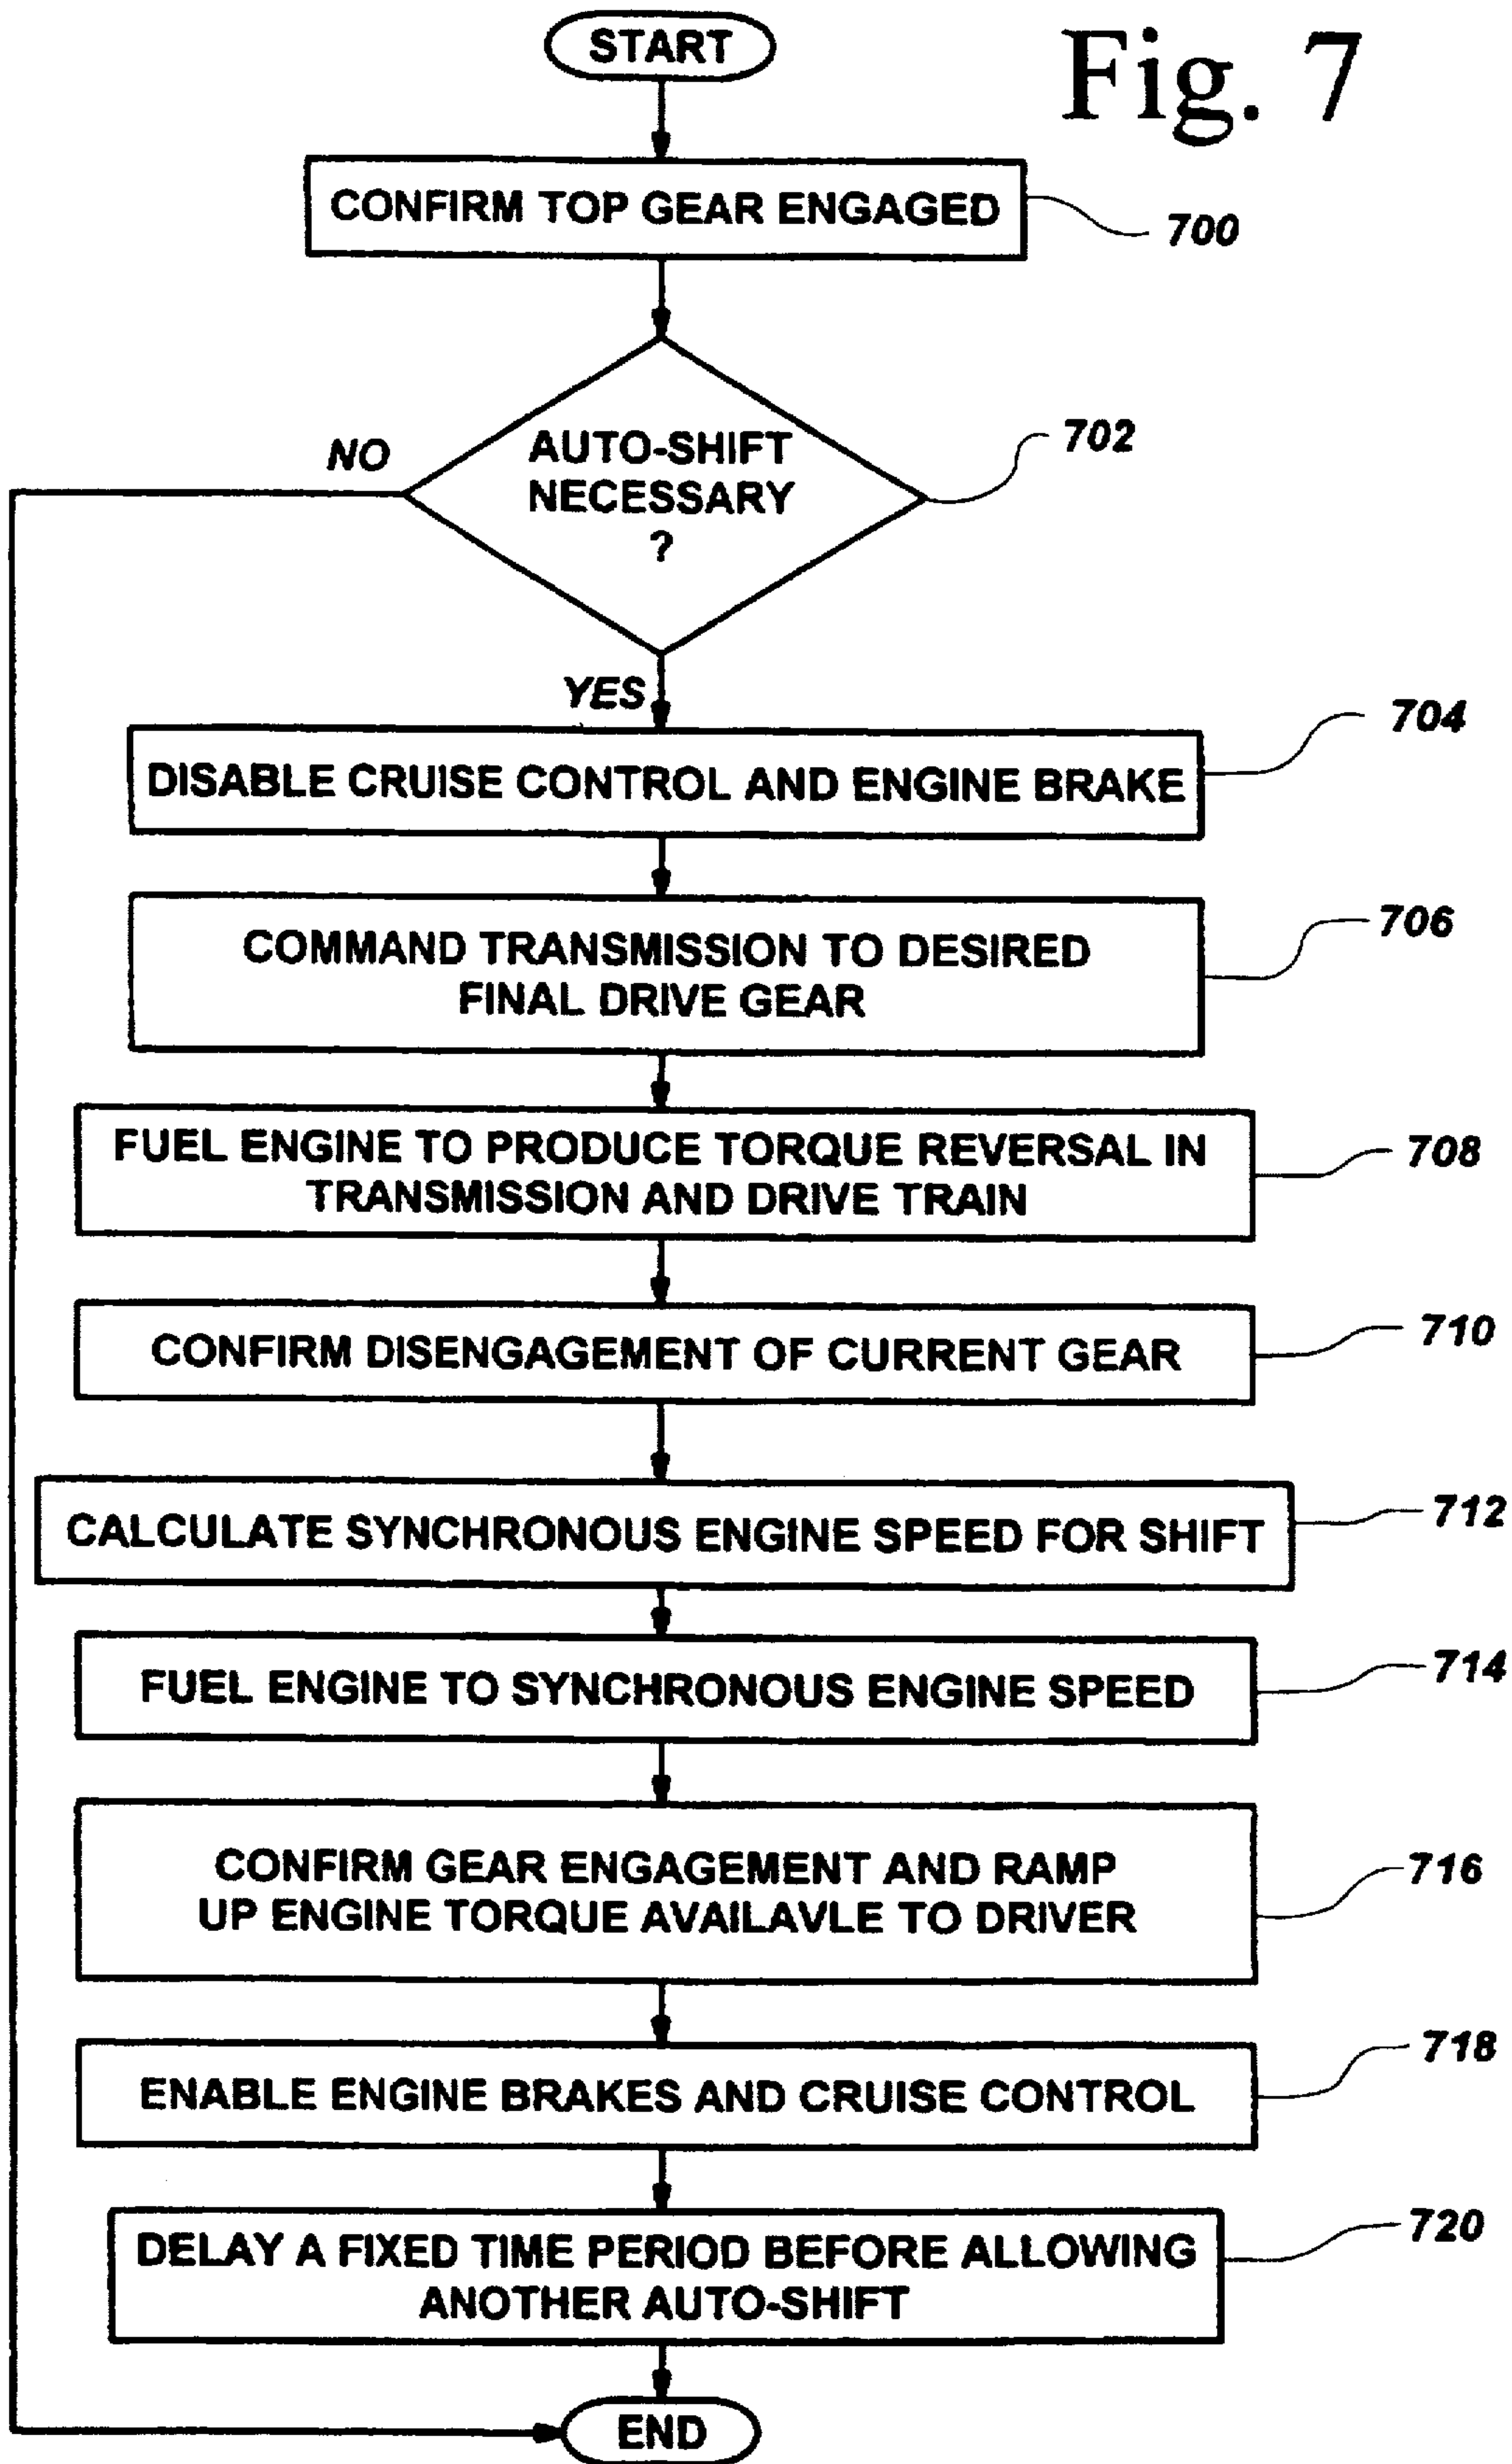 START
Fig. 7
CONFIRM TOP GEAR ENGAGED
700
AUTO-SHIFT
NECESSARY
?
702
NO
YES
704
DISABLE CRUISE CONTROL AND ENGINE BRAKE
706
COMMAND TRANSMISSION TO DESIRED
FINAL DRIVE GEAR
708
FUEL ENGINE TO PRODUCE TORQUE REVERSAL IN
TRANSMISSION AND DRIVE TRAIN
710
CONFIRM DISENGAGEMENT OF CURRENT GEAR
712
CALCULATE SYNCHRONOUS ENGINE SPEED FOR SHIFT
714
FUEL ENGINE TO SYNCHRONOUS ENGINE SPEED
716
CONFIRM GEAR ENGAGEMENT AND RAMP
UP ENGINE TORQUE AVAILAVLE TO DRIVER
718
ENABLE ENGINE BRAKES AND CRUISE CONTROL
720
DELAY A FIXED TIME PERIOD BEFORE ALLOWING
ANOTHER AUTO-SHIFT
END